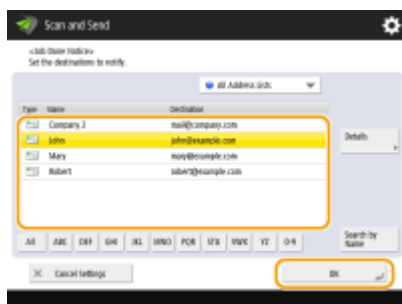 Scan and Send
<Job Done Notice>
Set the destinations to notify.
All Address Lists
Type Name Destination
Company 2 mail@company.com
John john@example.com
Mary mary@example.com
Robert robert@example.com
Details
All ABC DEF GHI JKL MNO PQR STU VWX YZ 0-9
Search by
Name
Cancel Settings
OK